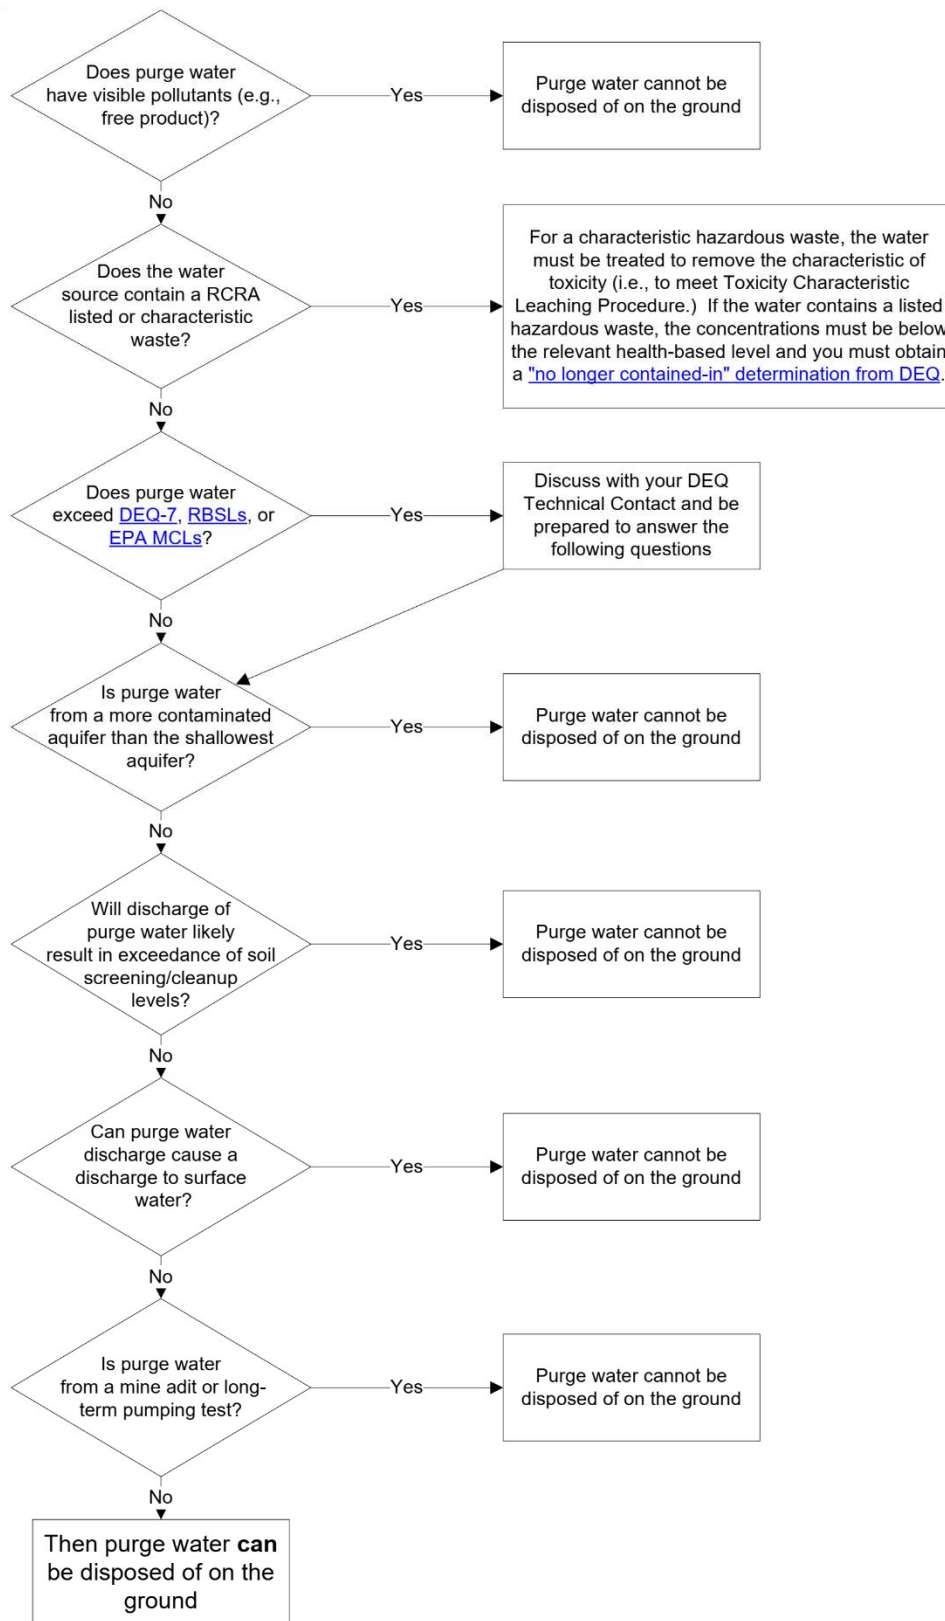 Does purge water
have visible pollutants (e.g.,
free product)?
Yes
Purge water cannot be
disposed of on the ground
No
Does the water
source contain a RCRA
listed or characteristic
waste?
Yes
For a characteristic hazardous waste, the water
must be treated to remove the characteristic of
toxicity (i.e., to meet Toxicity Characteristic
Leaching Procedure.) If the water contains a listed
hazardous waste, the concentrations must be below
the relevant health-based level and you must obtain
a "no longer contained-in" determination from DEQ.
No
Does purge water
exceed DEQ-7, RBSLs, or
EPA MCLs?
Yes
Discuss with your DEQ
Technical Contact and be
prepared to answer the
following questions
No
Is purge water
from a more contaminated
aquifer than the shallowest
aquifer?
Yes
Purge water cannot be
disposed of on the ground
No
Will discharge of
purge water likely
result in exceedance of soil
screening/cleanup
levels?
Yes
Purge water cannot be
disposed of on the ground
No
Can purge water
discharge cause a
discharge to surface
water?
Yes
Purge water cannot be
disposed of on the ground
No
Is purge water
from a mine adit or long-
term pumping test?
Yes
Purge water cannot be
disposed of on the ground
No
Then purge water can
be disposed of on the
ground